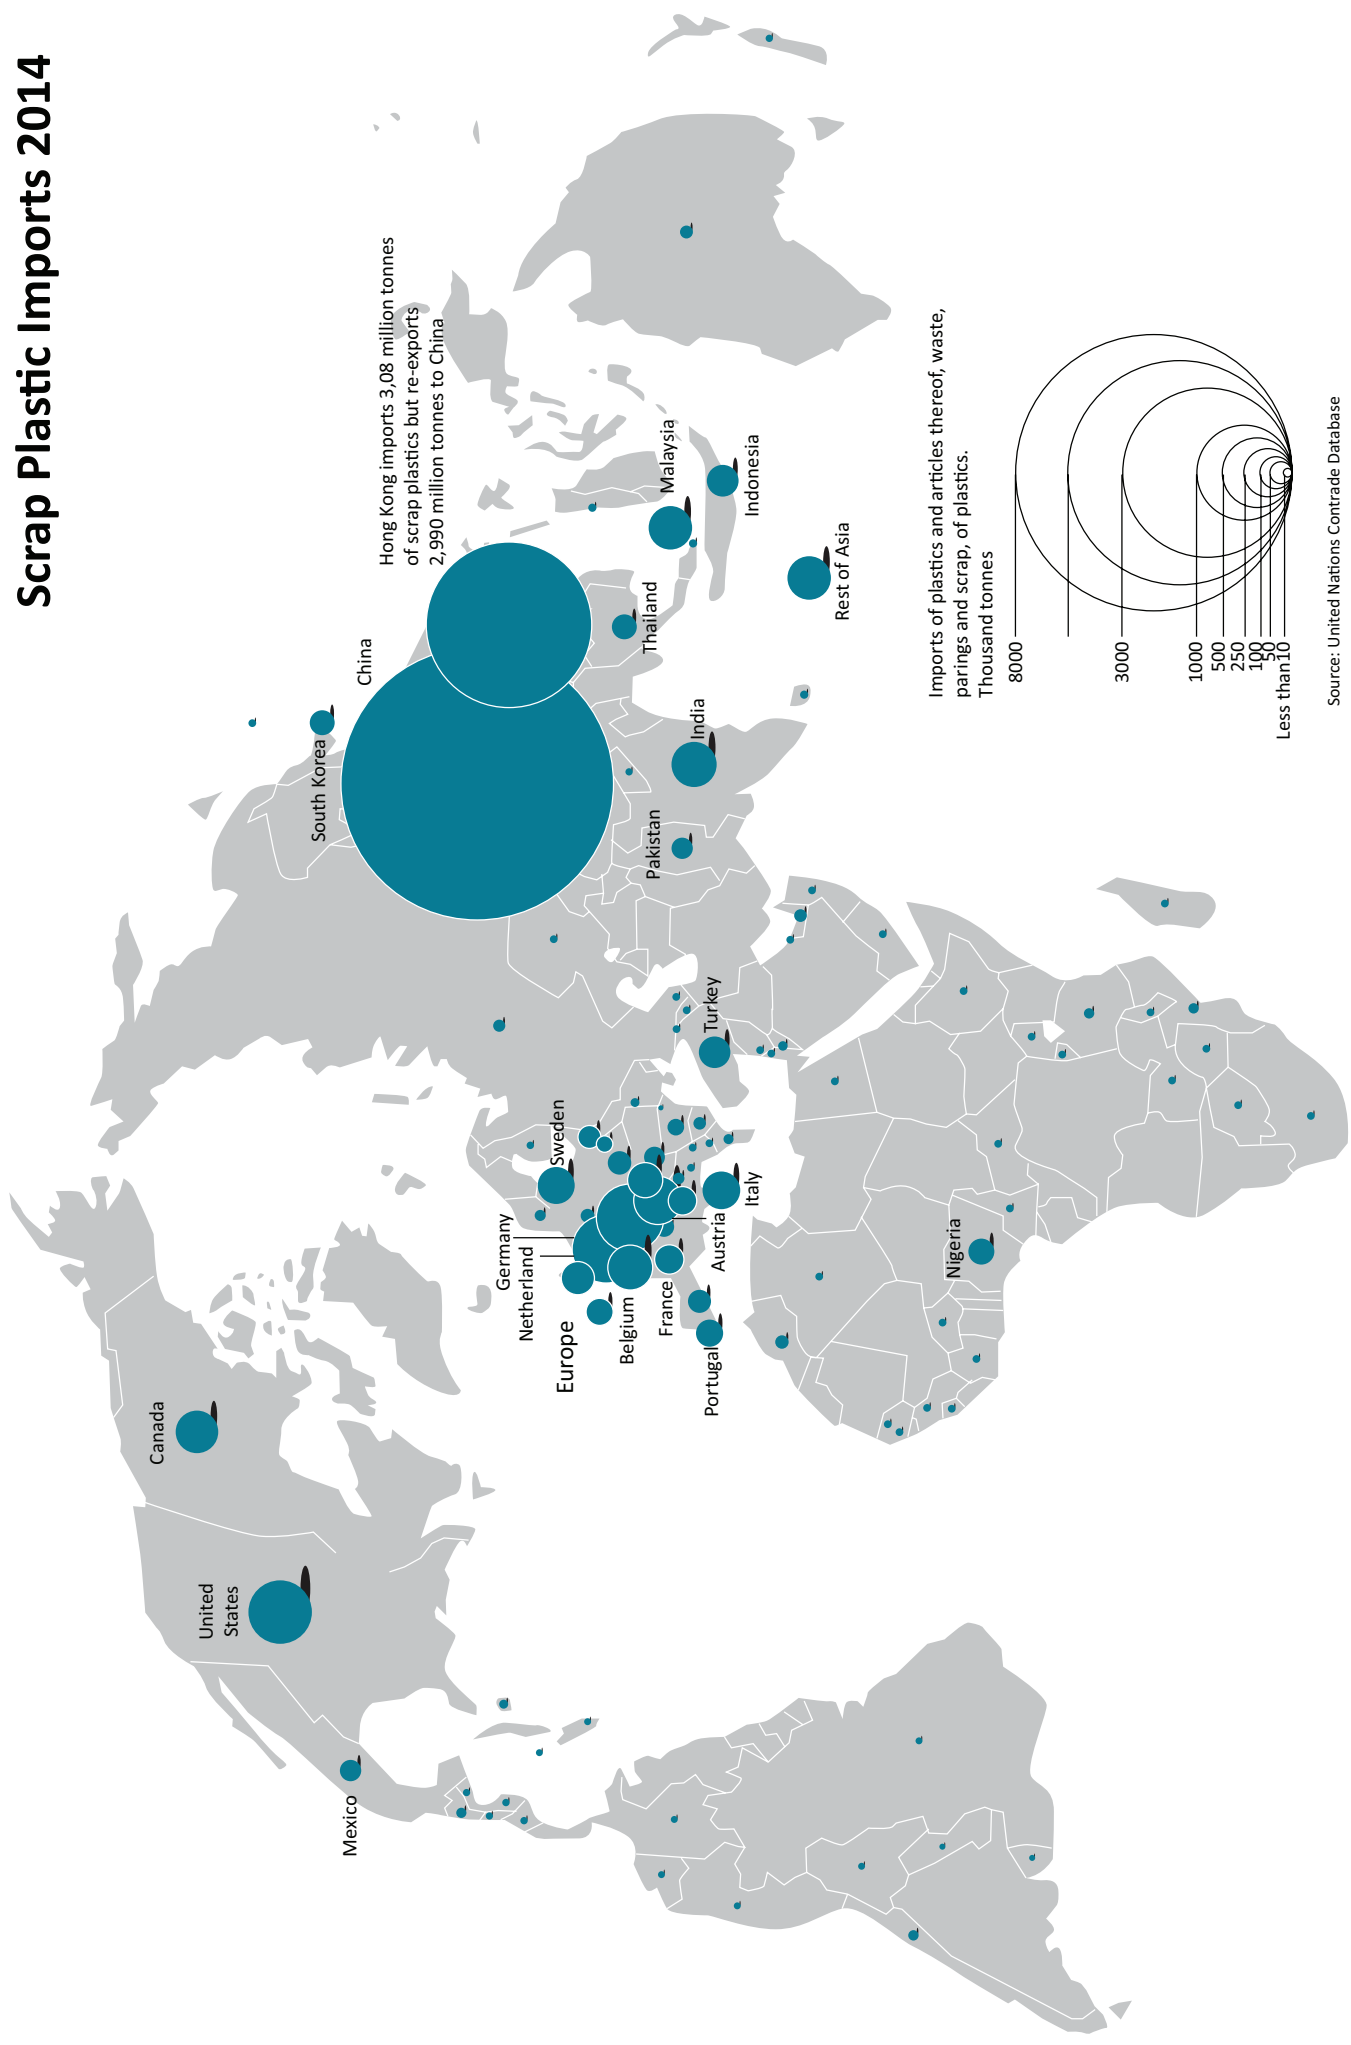 Scrap Plastic Imports 2014
Hong Kong imports 3,08 million tonnes
of scrap plastics but re-exports
2,990 million tonnes to China
China
South Korea
Malaysia
Indonesia
Thailand
Rest of Asia
India
Pakistan
Turkey
Sweden
Germany
Netherland
Europe
Belgium
France
Portugal
Austria
Italy
Nigeria
Canada
United
States
Mexico
Imports of plastics and articles thereof, waste,
parings and scrap, of plastics.
Thousand tonnes
8000
3000
1000
500
250
100
50
Less than10
Source: United Nations Contrade Database